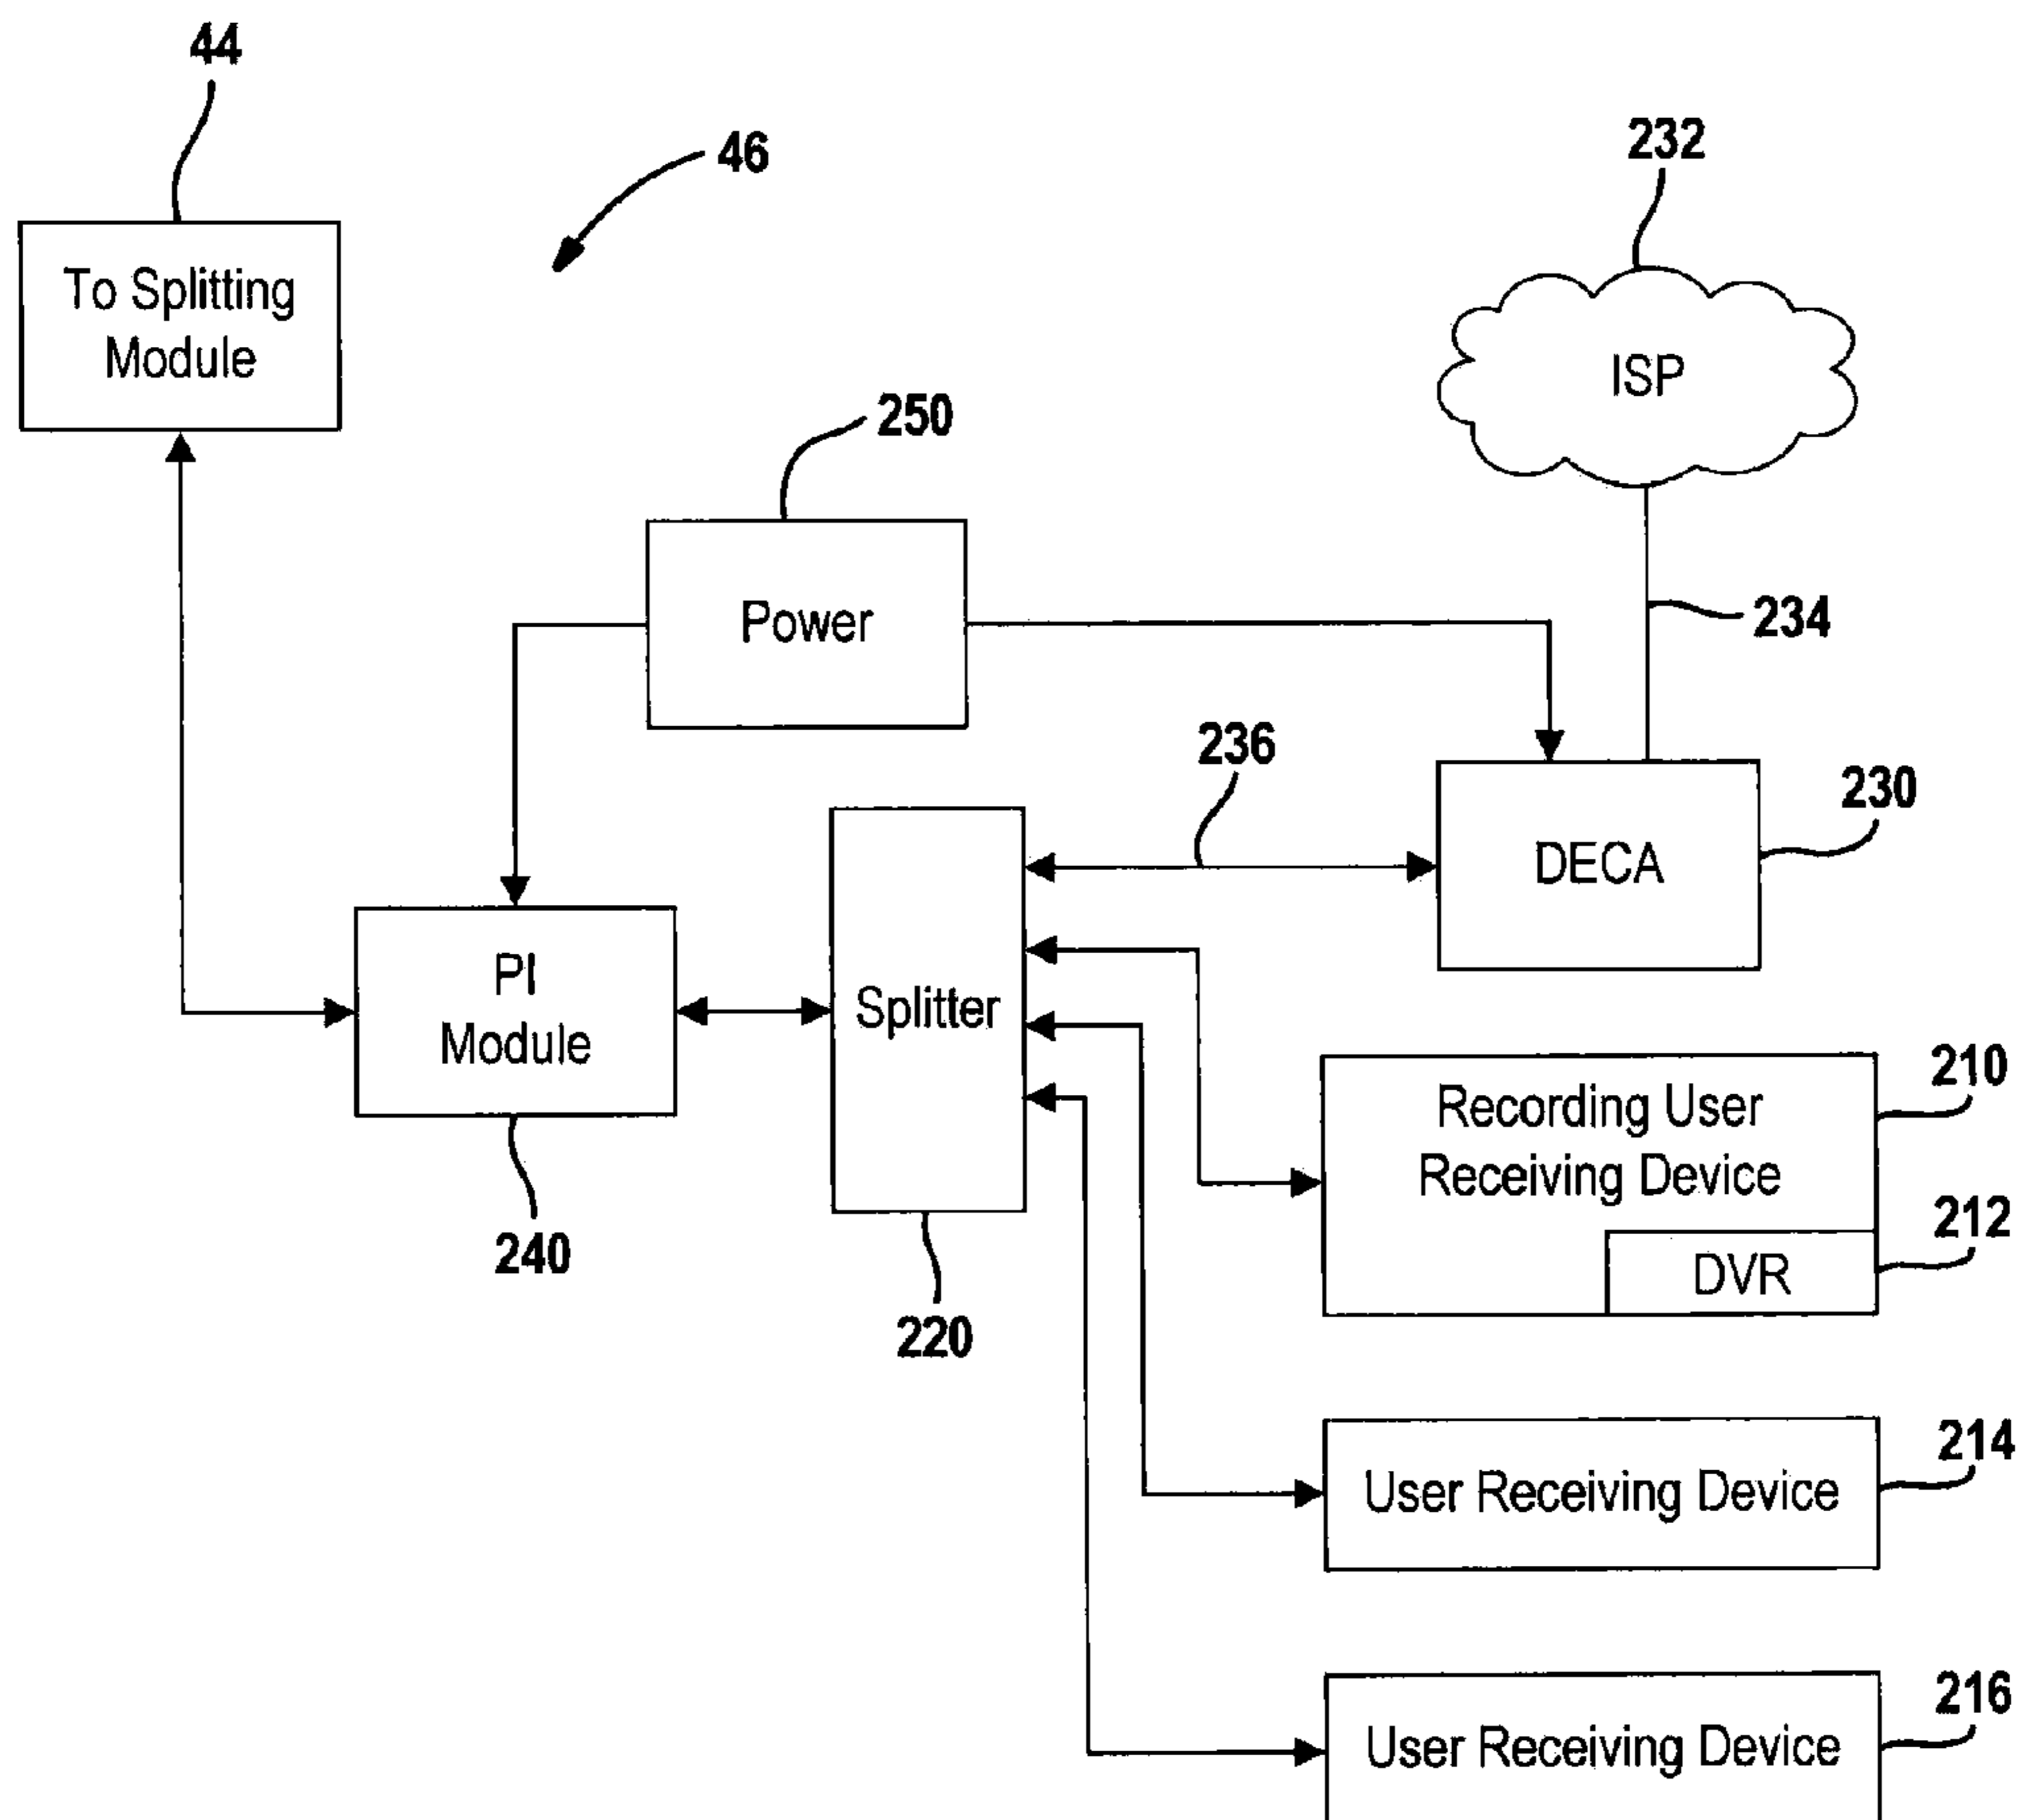 44
46
232
To Splitting
Module
ISP
250
Power
234
236
230
DECA
PI
Module
Splitter
240
220
210
Recording User
Receiving Device
212
DVR
214
User Receiving Device
216
User Receiving Device